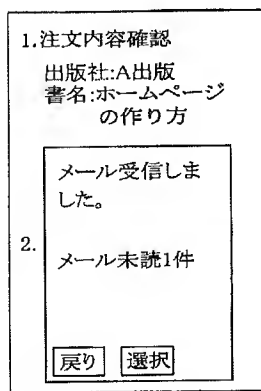 1.注文内容確認
出版社:A出版
書名:ホームページ
の作り方
メール受信しま
した。
2.
メール未読1件
戻り 選択